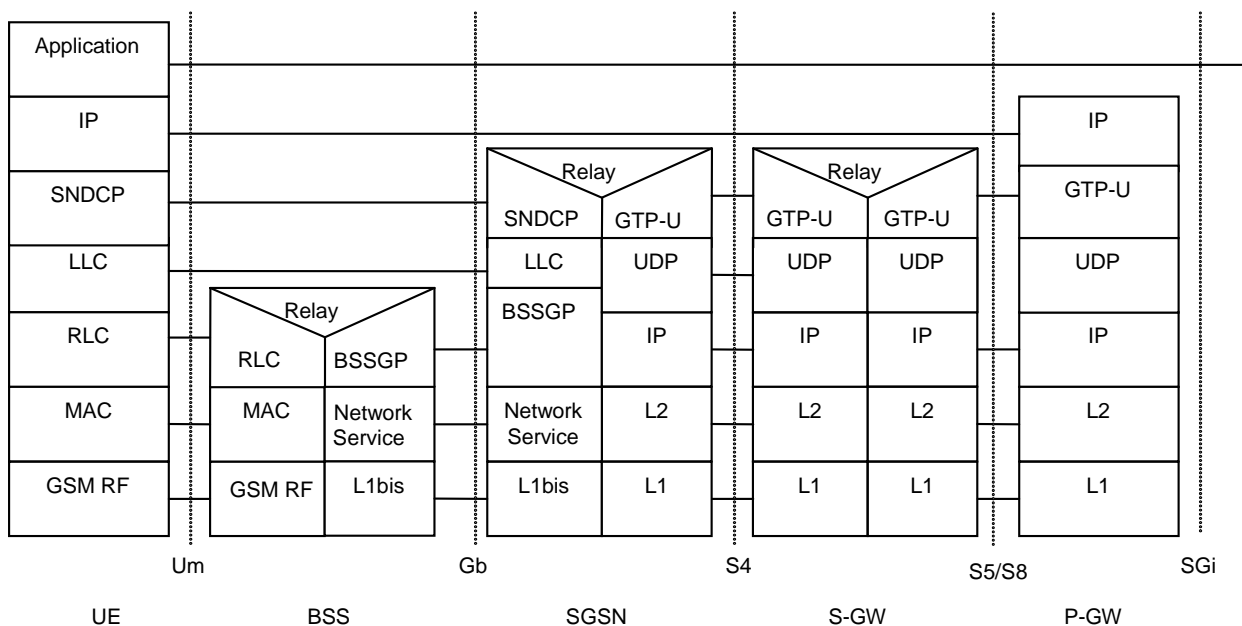 Application
IP
SNDCP
LLC
RLC
MAC
GSM RF
Relay
RLC
BSSGP
MAC
Network
Service
GSM RF
L1bis
Relay
SNDCP
GTP-U
LLC
UDP
BSSGP
IP
Network
Service
L2
L1bis
L1
Relay
GTP-U
GTP-U
UDP
UDP
IP
IP
L2
L2
L1
L1
IP
GTP-U
UDP
IP
L2
L1
Um
Gb
S4
S5/S8
SGi
UE
BSS
SGSN
S-GW
P-GW